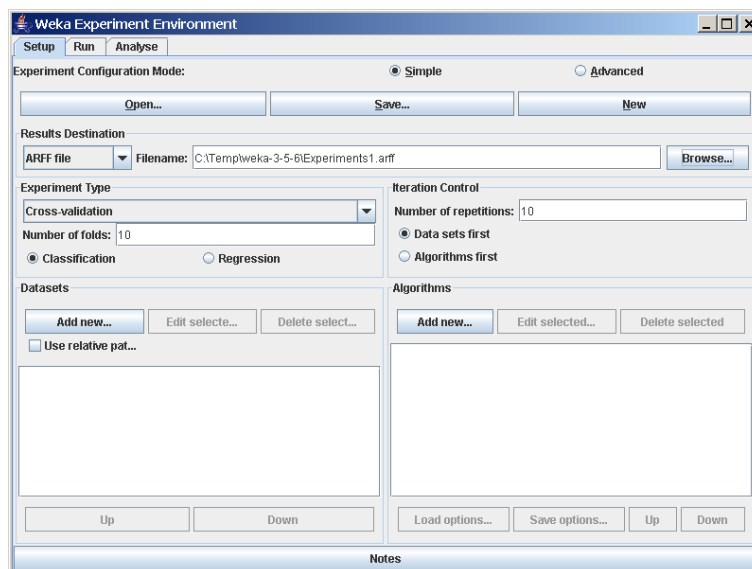 Weka Experiment Environment
Setup Run Analyse
Experiment Configuration Mode: Simple Advanced
Open... Save... New
Results Destination
ARFF file Filename: C:\Temp\weka-3-5-6\Experiments1.arff Browse...
Experiment Type
Cross-validation
Number of folds: 10
Classification Regression
Iteration Control
Number of repetitions: 10
Data sets first
Algorithms first
Datasets
Add new... Edit selecte... Delete select...
Use relative pat...
Up Down
Algorithms
Add new... Edit selected... Delete selected
Load options... Save options... Up Down
Notes